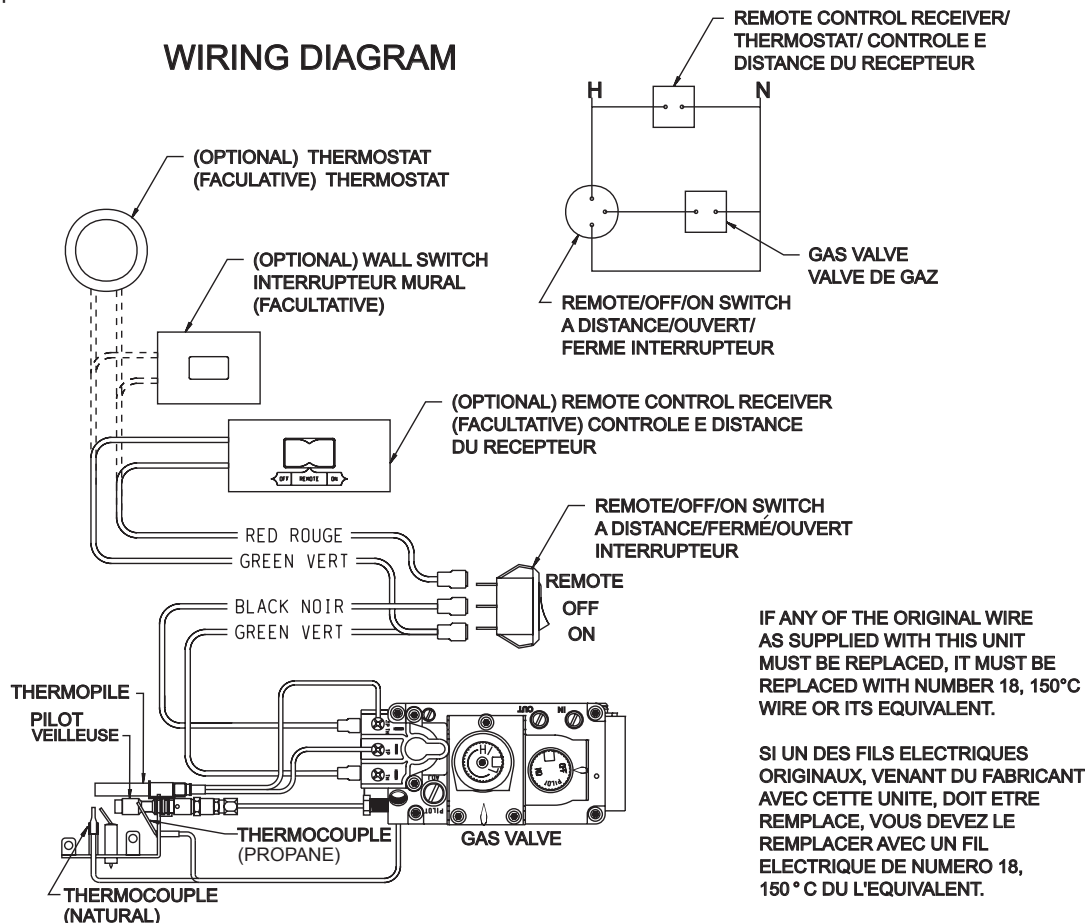 WIRING DIAGRAM
REMOTE CONTROL RECEIVER/
THERMOSTAT/ CONTROLE E
DISTANCE DU RECEPTEUR
H
N
(OPTIONAL) THERMOSTAT
(FACULATIVE) THERMOSTAT
(OPTIONAL) WALL SWITCH
INTERRUPTEUR MURAL
(FACULTATIVE)
GAS VALVE
VALVE DE GAZ
REMOTE/OFF/ON SWITCH
A DISTANCE/OUVERT/
FERME INTERRUPTEUR
(OPTIONAL) REMOTE CONTROL RECEIVER
(FACULTATIVE) CONTROLE E DISTANCE
DU RECEPTEUR
OFF REMOTE ON
REMOTE/OFF/ON SWITCH
A DISTANCE/FERMÉ/OUVERT
INTERRUPTEUR
RED ROUGE
GREEN VERT
REMOTE
BLACK NOIR
OFF
GREEN VERT
ON
IF ANY OF THE ORIGINAL WIRE
AS SUPPLIED WITH THIS UNIT
MUST BE REPLACED, IT MUST BE
REPLACED WITH NUMBER 18, 150°C
WIRE OR ITS EQUIVALENT.
SI UN DES FILS ELECTRIQUES
ORIGINAUX, VENANT DU FABRICANT
AVEC CETTE UNITE, DOIT ETRE
REMPLACE, VOUS DEVEZ LE
REMPLACER AVEC UN FIL
ELECTRIQUE DE NUMERO 18,
150° C DU L'EQUIVALENT.
THERMOPILE
PILOT
VEILLEUSE
OUT
IN
PILOT
OFF
PILOT
GAS VALVE
THERMOCOUPLE
(PROPANE)
THERMOCOUPLE
(NATURAL)